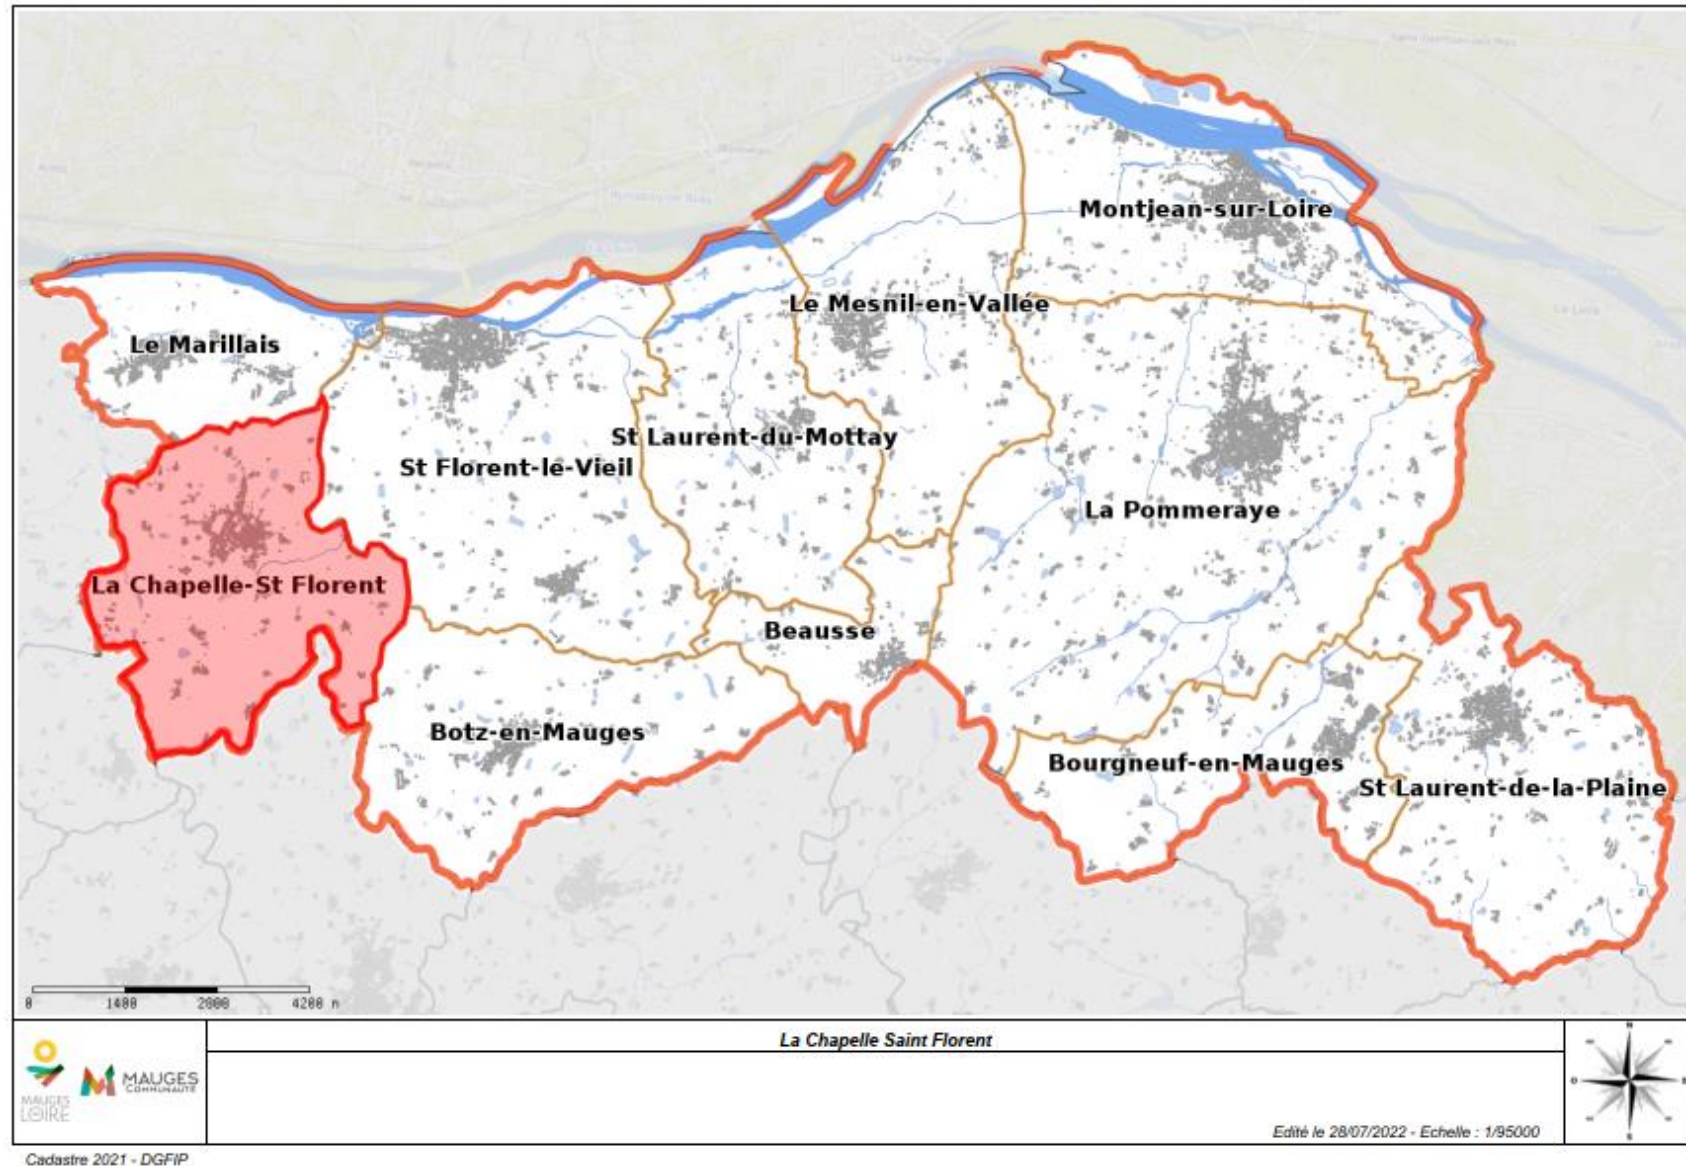 Montjean-sur-Loire
Le Mesnil-en-Vallée
Le Marillais
St Laurent-du-Mottay
St Florent-le-Vieil
La Pommeraye
La Chapelle-St Florent
Beausse
Botz-en-Mauges
Bourgneuf-en-Mauges
St Laurent-de-la-Plaine
0 1400 2800 4200 m
La Chapelle Saint Florent
MAUGES
LOIRE
MAUGES
COMMUNAUTÉ
Edité le 28/07/2022 - Echelle : 1/95000
Cadastre 2021 - DGFIP